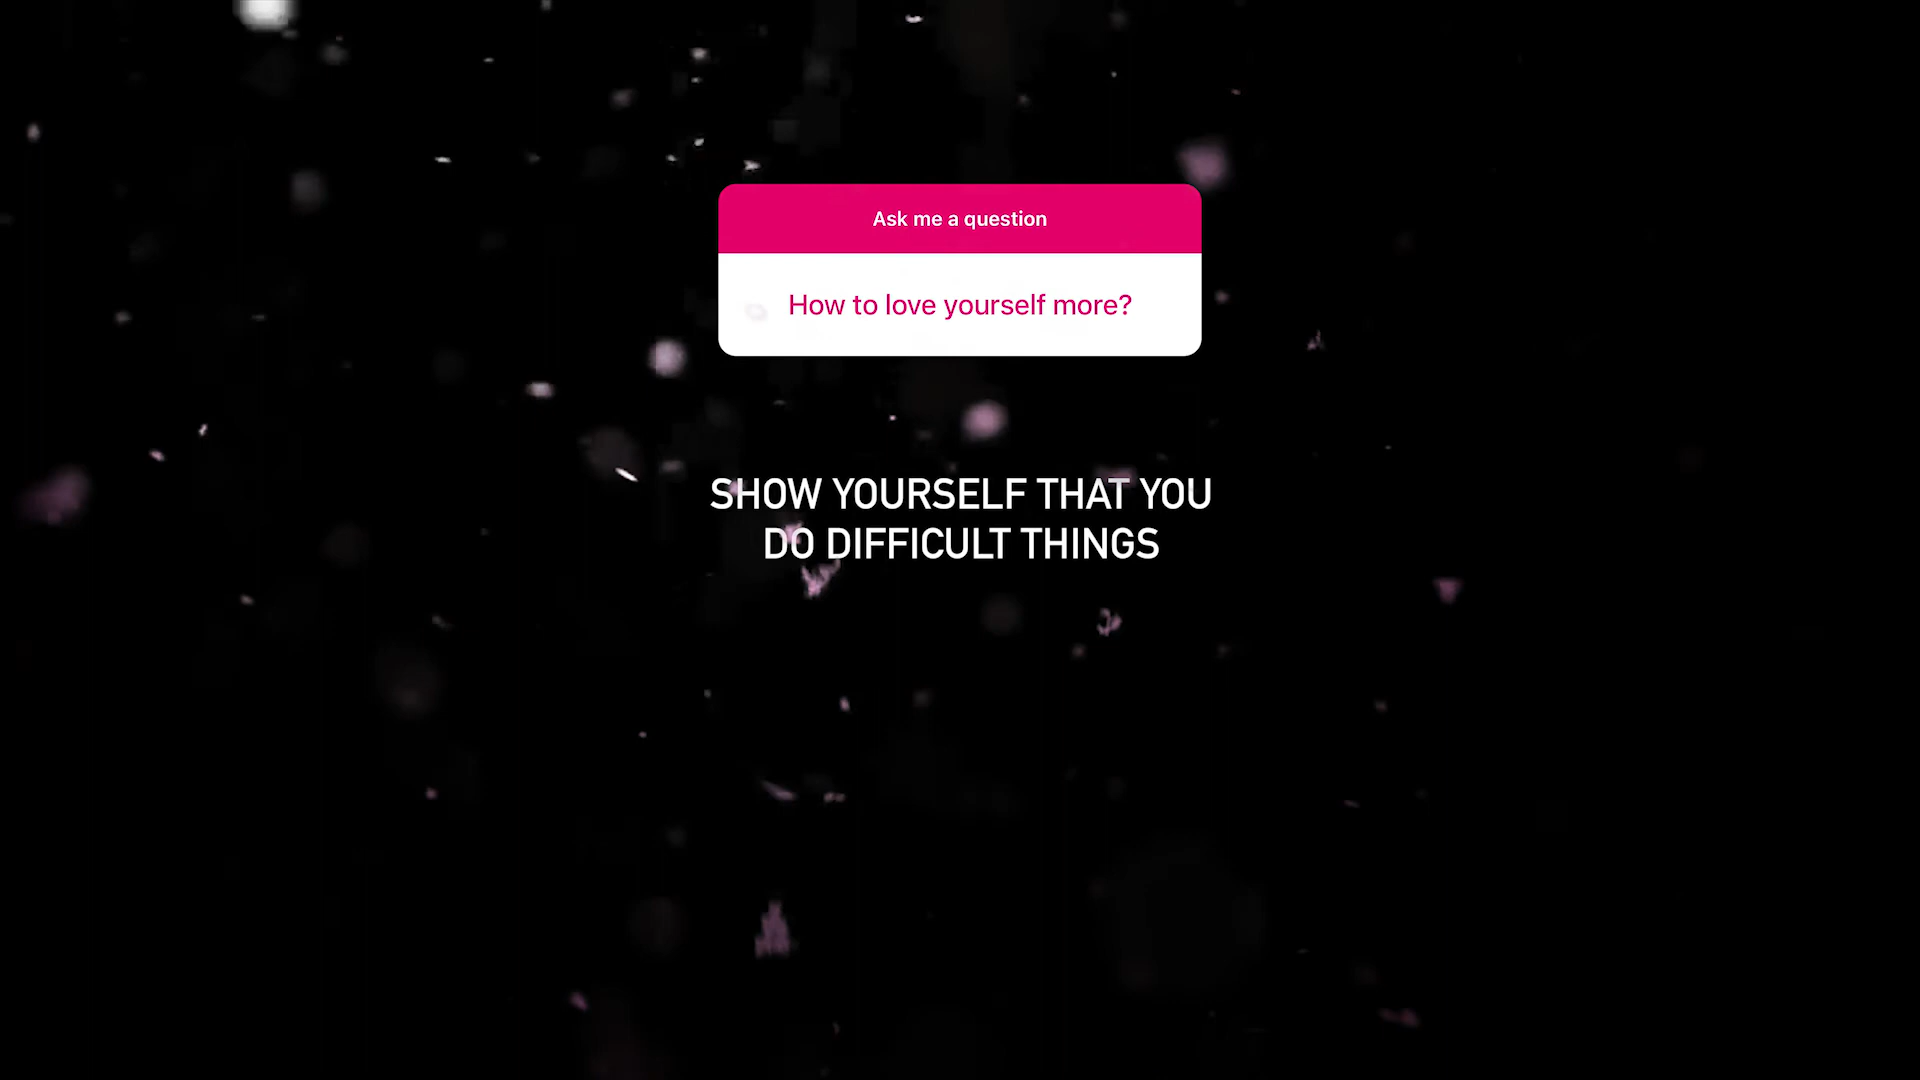 Ask me a question
How to love yourself more?
SHOW YOURSELF THAT YOU
DO DIFFICULT THINGS